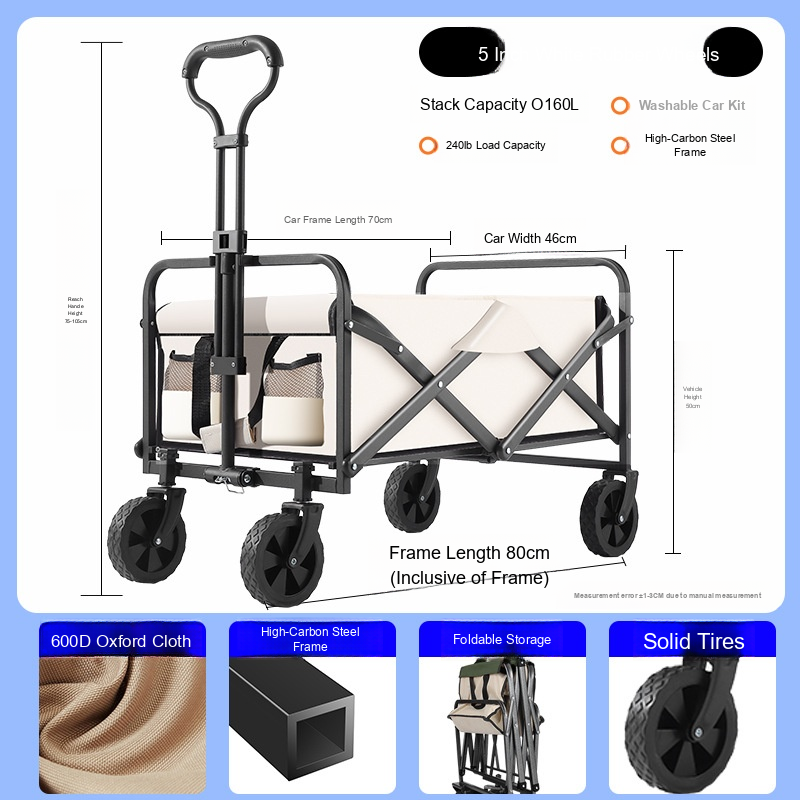 5 In
els
Stack Capacity O160L
Washable Car Kit
240lb Load Capacity
High-Carbon Steel
Frame
Car Frame Length 70cm
Car Width 46cm
Reach
Handle
Height
75-105cm
Vehicle
Height
50cm
Frame Length 80cm
(Inclusive of Frame)
Measurement error ±1-3CM due to manual measurement
600D Oxford Cloth
High-Carbon Steel
Frame
Foldable Storage
Solid Tires